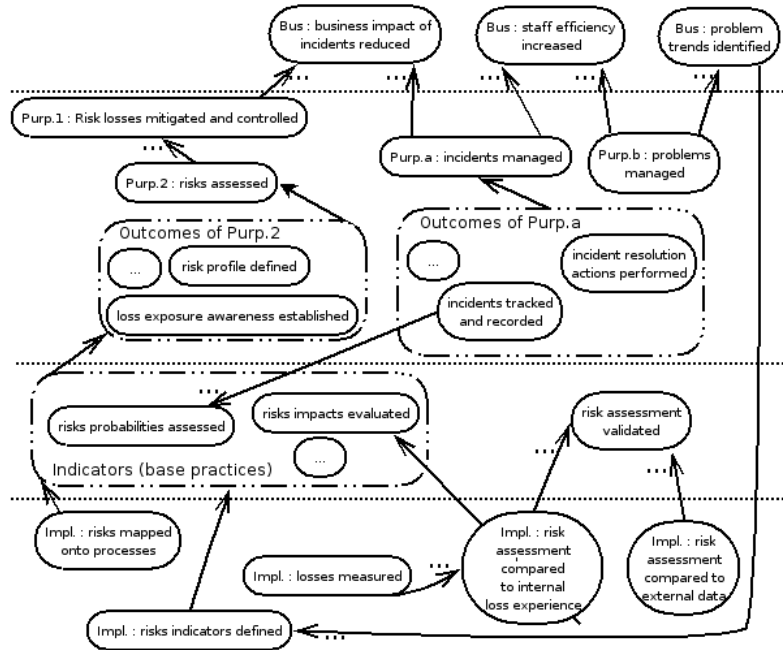 Bus : business impact of
incidents reduced
Bus : staff efficiency
increased
Bus : problem
trends identified
...
...
...
...
...
Purp.1 : Risk losses mitigated and controlled
...
Purp.a : incidents managed
Purp.b : problems
managed
Purp.2 : risks assessed
Outcomes of Purp.2
...
risk profile defined
loss exposure awareness established
Outcomes of Purp.a
...
incident resolution
actions performed
incidents tracked
and recorded
...
risks probabilities assessed
risks impacts evaluated
...
Indicators (base practices)
risk assessment
validated
...
...
Impl. : risks mapped
onto processes
Impl. : losses measured
...
Impl. : risk
assessment
compared
to internal
loss experience
Impl. : risk
assessment
compared to
external data
Impl. : risks indicators defined
...